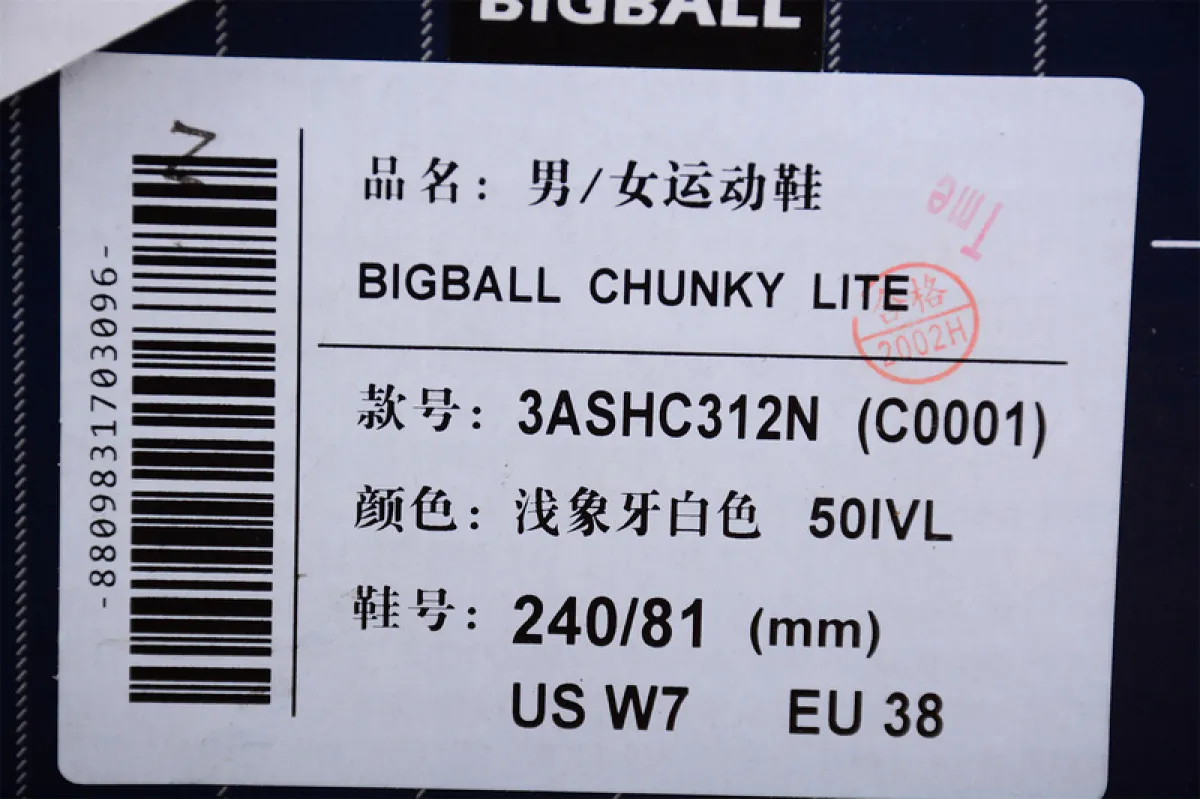 BIGBALL
品名：男/女运动鞋
BIGBALL CHUNKY LITE
合格
2002H
Tme
款号：3ASHC312N (C0001)
颜色：浅象牙白色 50IVL
鞋号：240/81 (mm)
US W7 EU 38
-8809831703096-